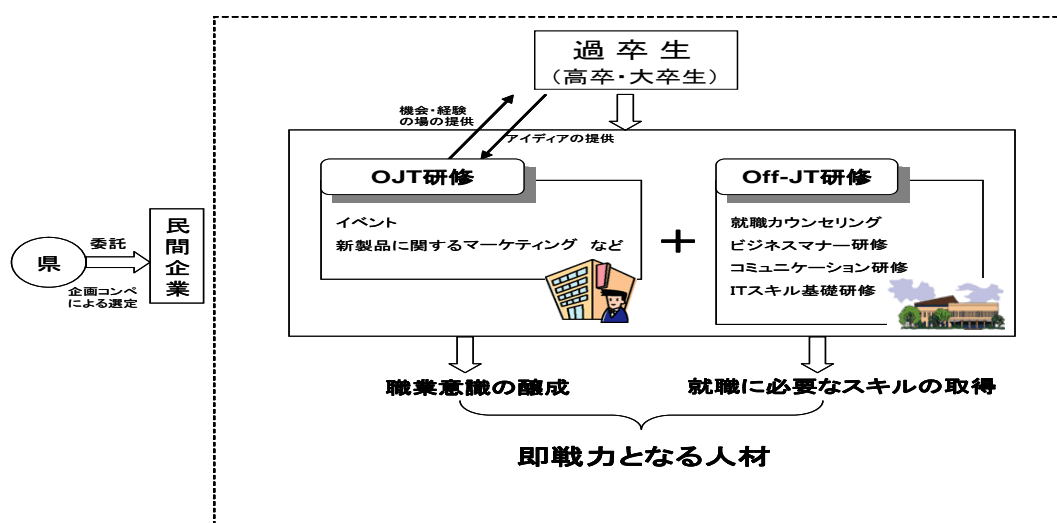 過卒生
(高卒・大卒生)
機会・経験
の場の提供
アイディアの提供
OJT研修
イベント
新製品に関するマーケティング など
+
Off-JT研修
就職カウンセリング
ビジネスマナー研修
コミュニケーション研修
ITスキル基礎研修
県
委託
企画コンペ
による選定
民間企業
職業意識の醸成
就職に必要なスキルの取得
即戦力となる人材